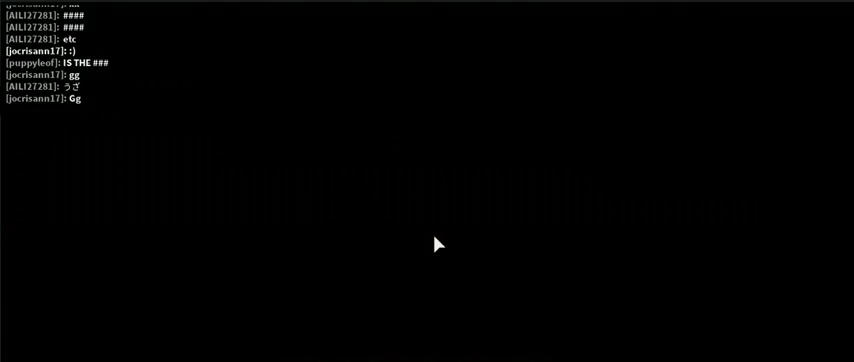 [AILI27281]: ####
[AILI27281]: ####
[AILI27281]: etc
[jocrisann17]: :)
[puppyleof]: IS THE ###
[jocrisann17]: gg
[AILI27281]: うざ
[jocrisann17]: Gg